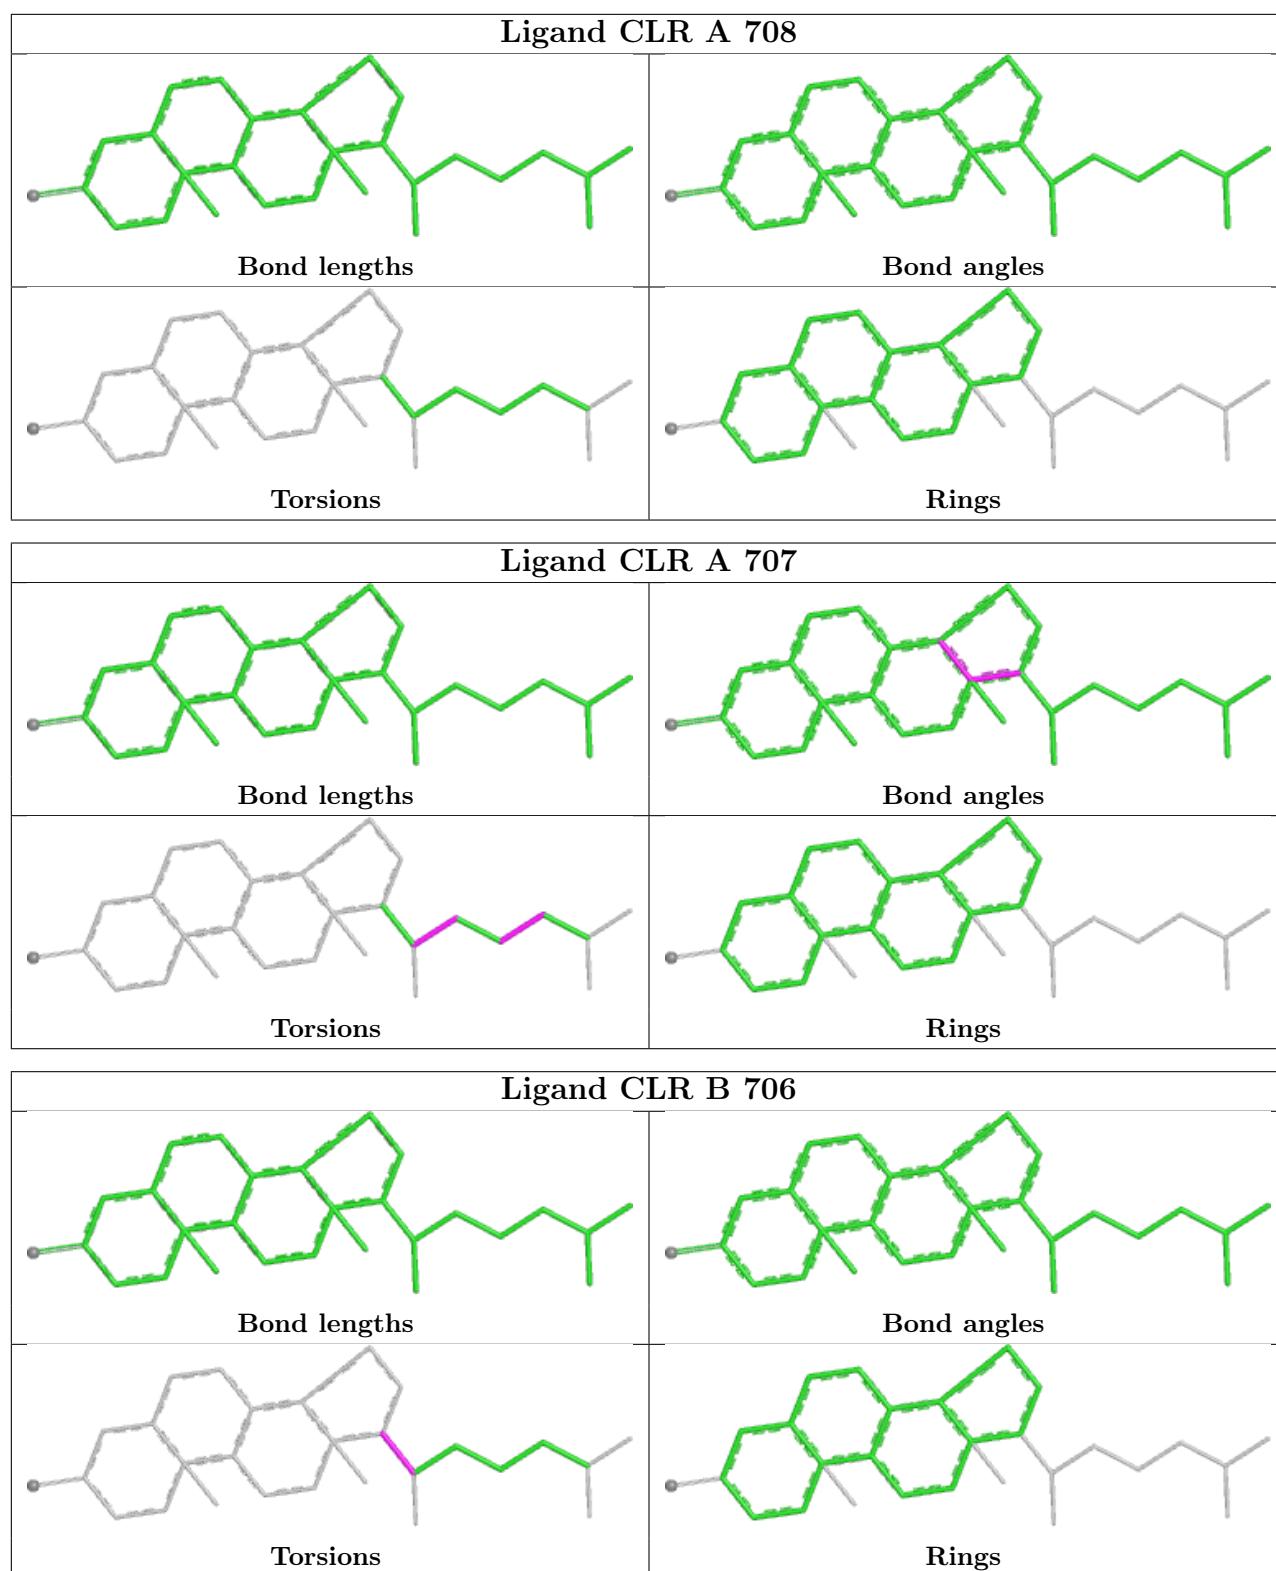 Ligand CLR A 708
Bond lengths
Bond angles
Torsions
Rings
Ligand CLR A 707
Bond lengths
Bond angles
Torsions
Rings
Ligand CLR B 706
Bond lengths
Bond angles
Torsions
Rings